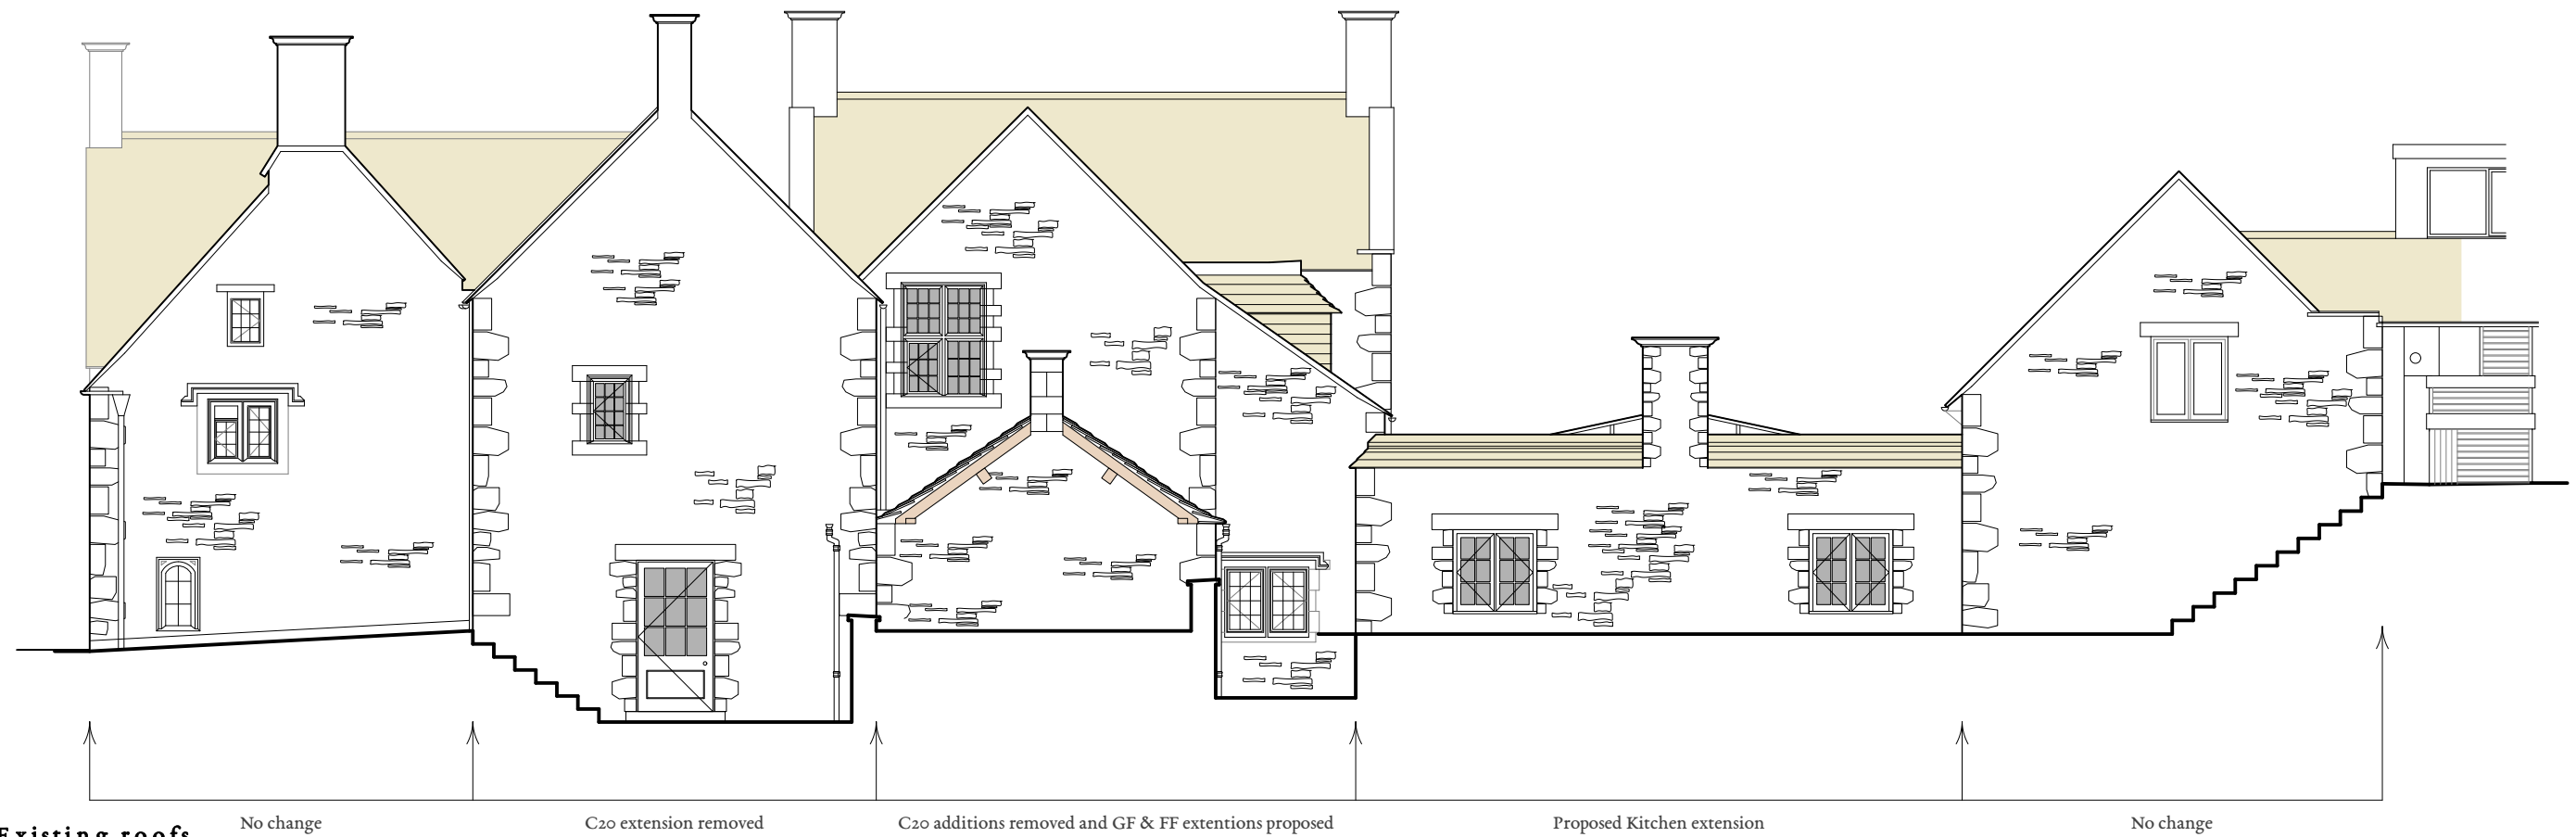 No change
C20 extension removed
C20 additions removed and GF & FF extentions proposed
Proposed Kitchen extension
No change
Existing roofs